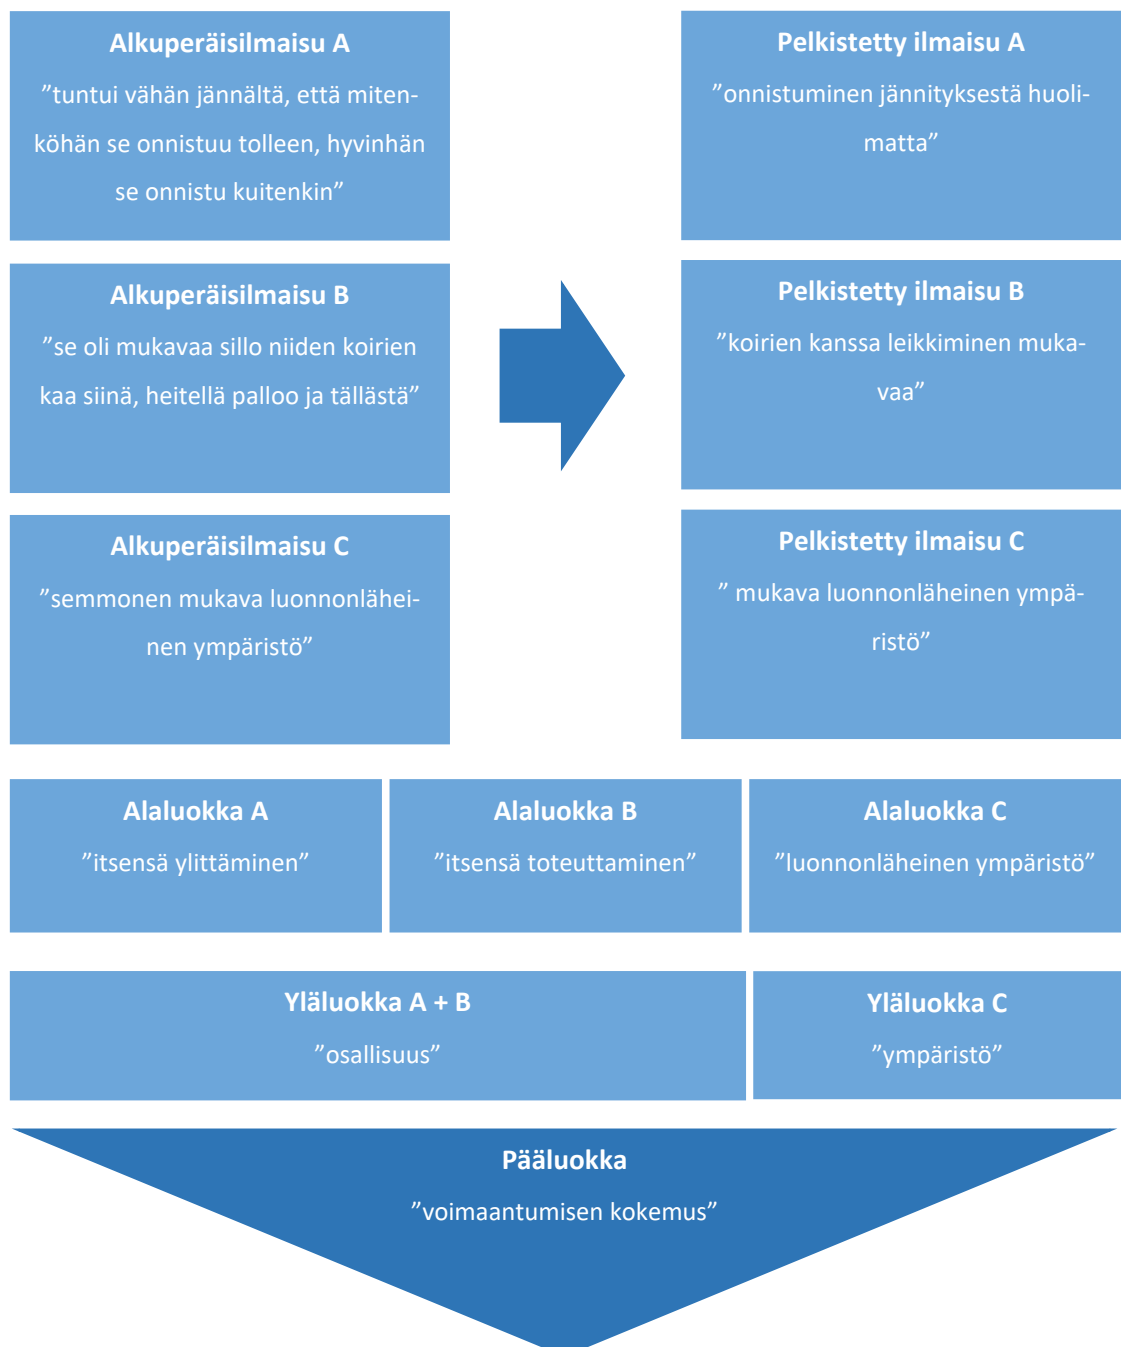 Alkuperäisilmaisu A
”tuntui vähän jännältä, että miten-
köhän se onnistuu tolleen, hyvinhän
se onnistu kuitenkin”
Pelkistetty ilmaisu A
”onnistuminen jännityksestä huoli-
matta”
Alkuperäisilmaisu B
”se oli mukavaa sillo niiden koirien
kaa siinä, heitellä palloo ja tällästä”
Pelkistetty ilmaisu B
”koirien kanssa leikkiminen muka-
vaa”
Alkuperäisilmaisu C
”semmonen mukava luonnonlähei-
nen ympäristö”
Pelkistetty ilmaisu C
” mukava luonnonläheinen ympä-
ristö”
Alaluokka A
”itsensä ylittäminen”
Alaluokka B
”itsensä toteuttaminen”
Alaluokka C
”luonnonläheinen ympäristö”
Yläluokka A + B
”osallisuus”
Yläluokka C
”ympäristö”
Pääluokka
”voimaantumisen kokemus”